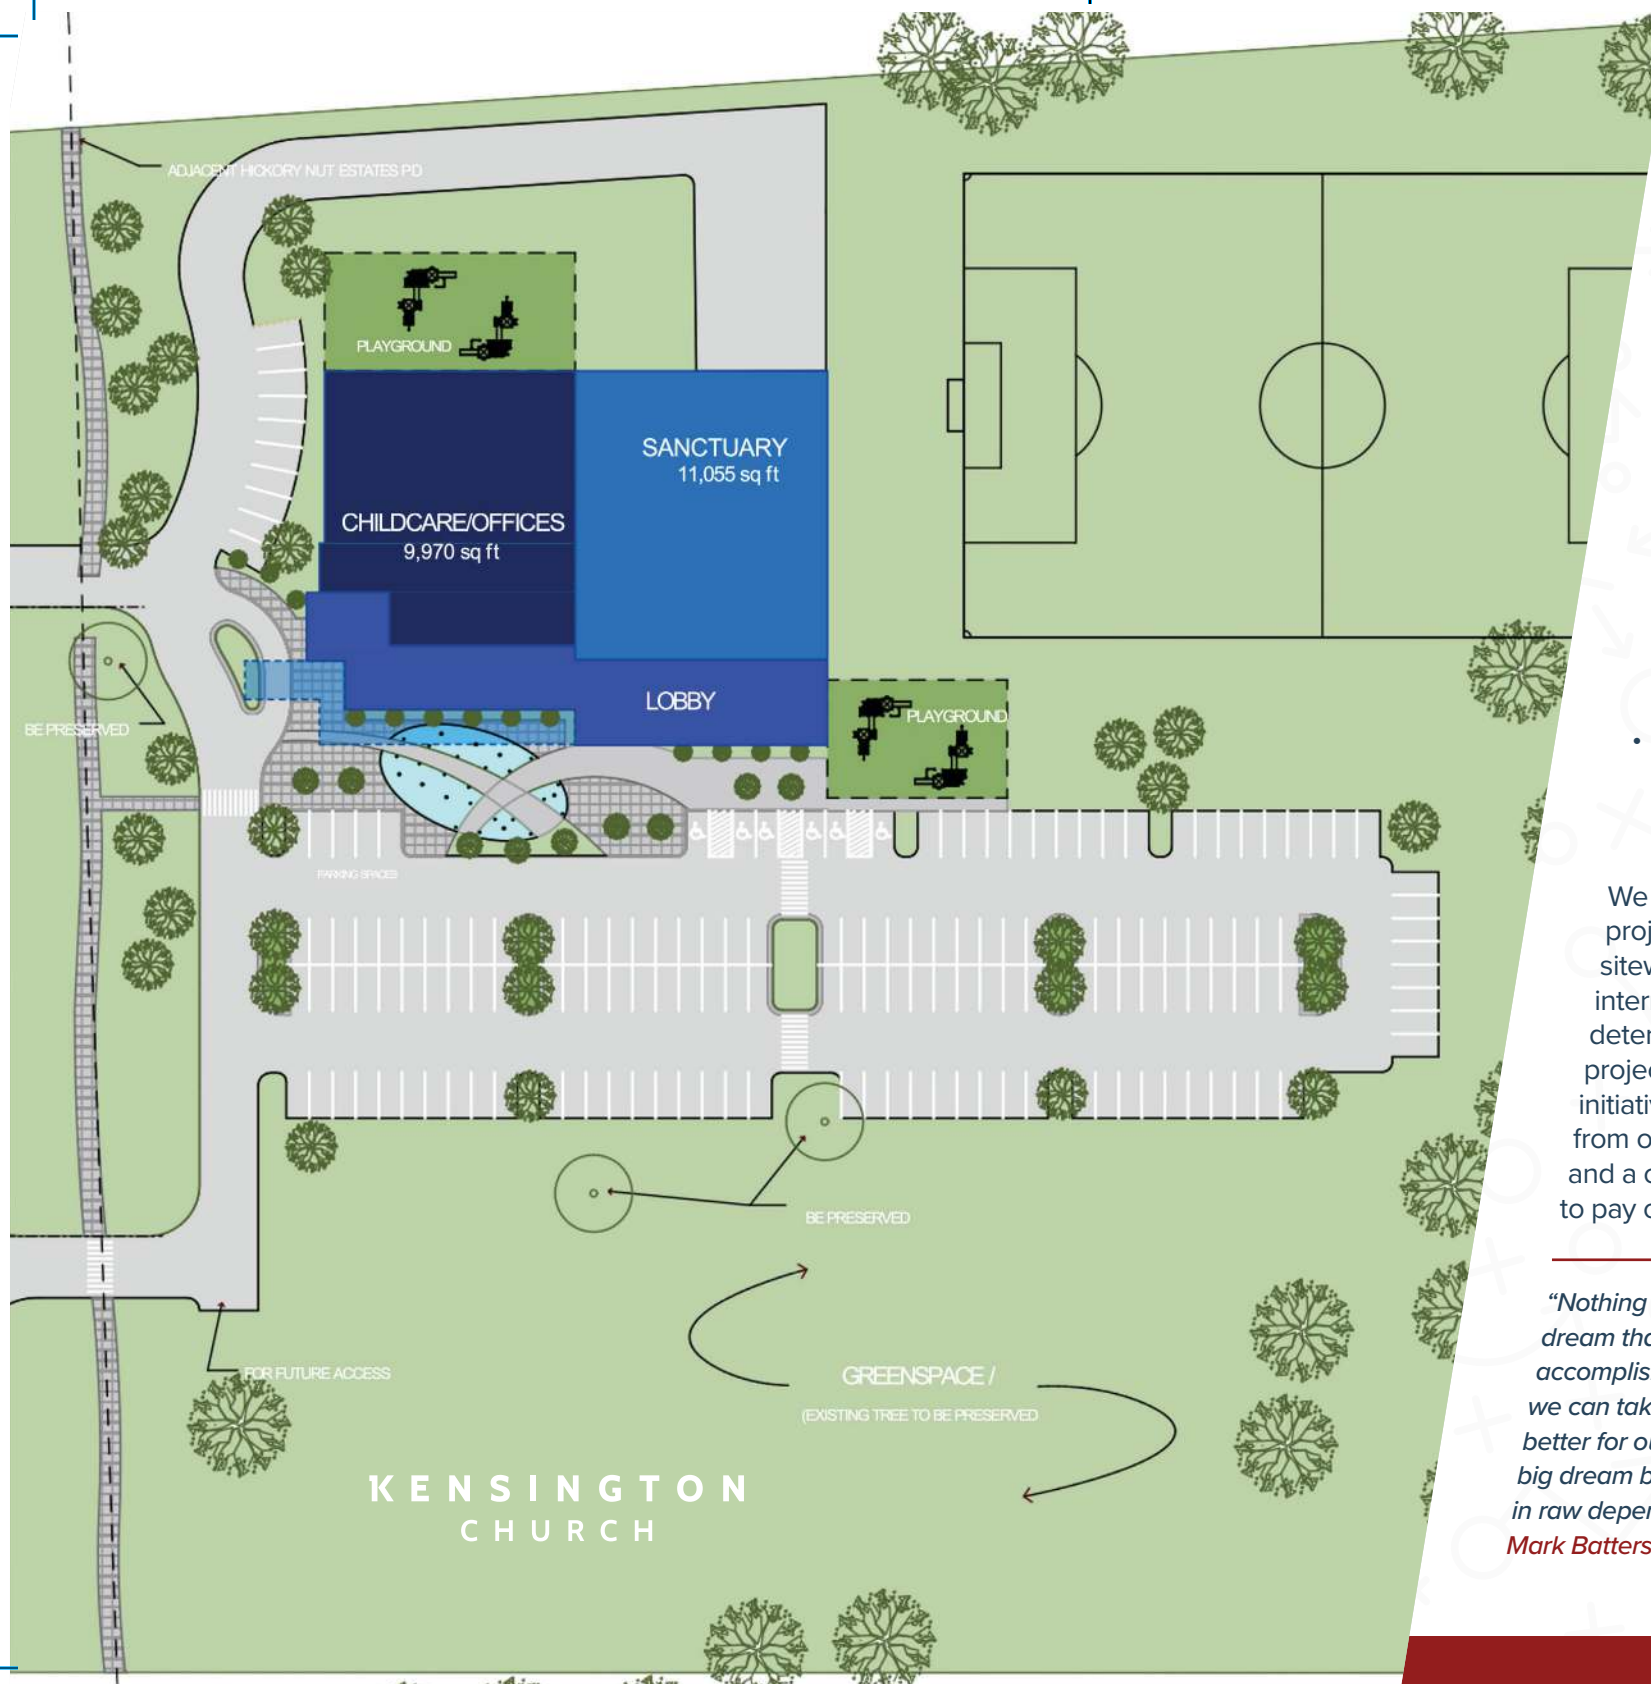 ADJACENT HICKORY NUT ESTATES PD
PLAYGROUND
SANCTUARY
11,055 sq ft
CHILDCARE/OFFICES
9,970 sq ft
LOBBY
PLAYGROUND
BE PRESERVED
PARKING SPACES
BE PRESERVED
FOR FUTURE ACCESS
GREENSPACE /
(EXISTING TREE TO BE PRESERVED
KENSINGTON
CHURCH
•
We
proj
sitew
inter
deter
projec
initiati
from o
and a c
to pay o
“Nothing
dream tha
accomplis
we can tak
better for ou
big dream b
in raw deper
Mark Batters